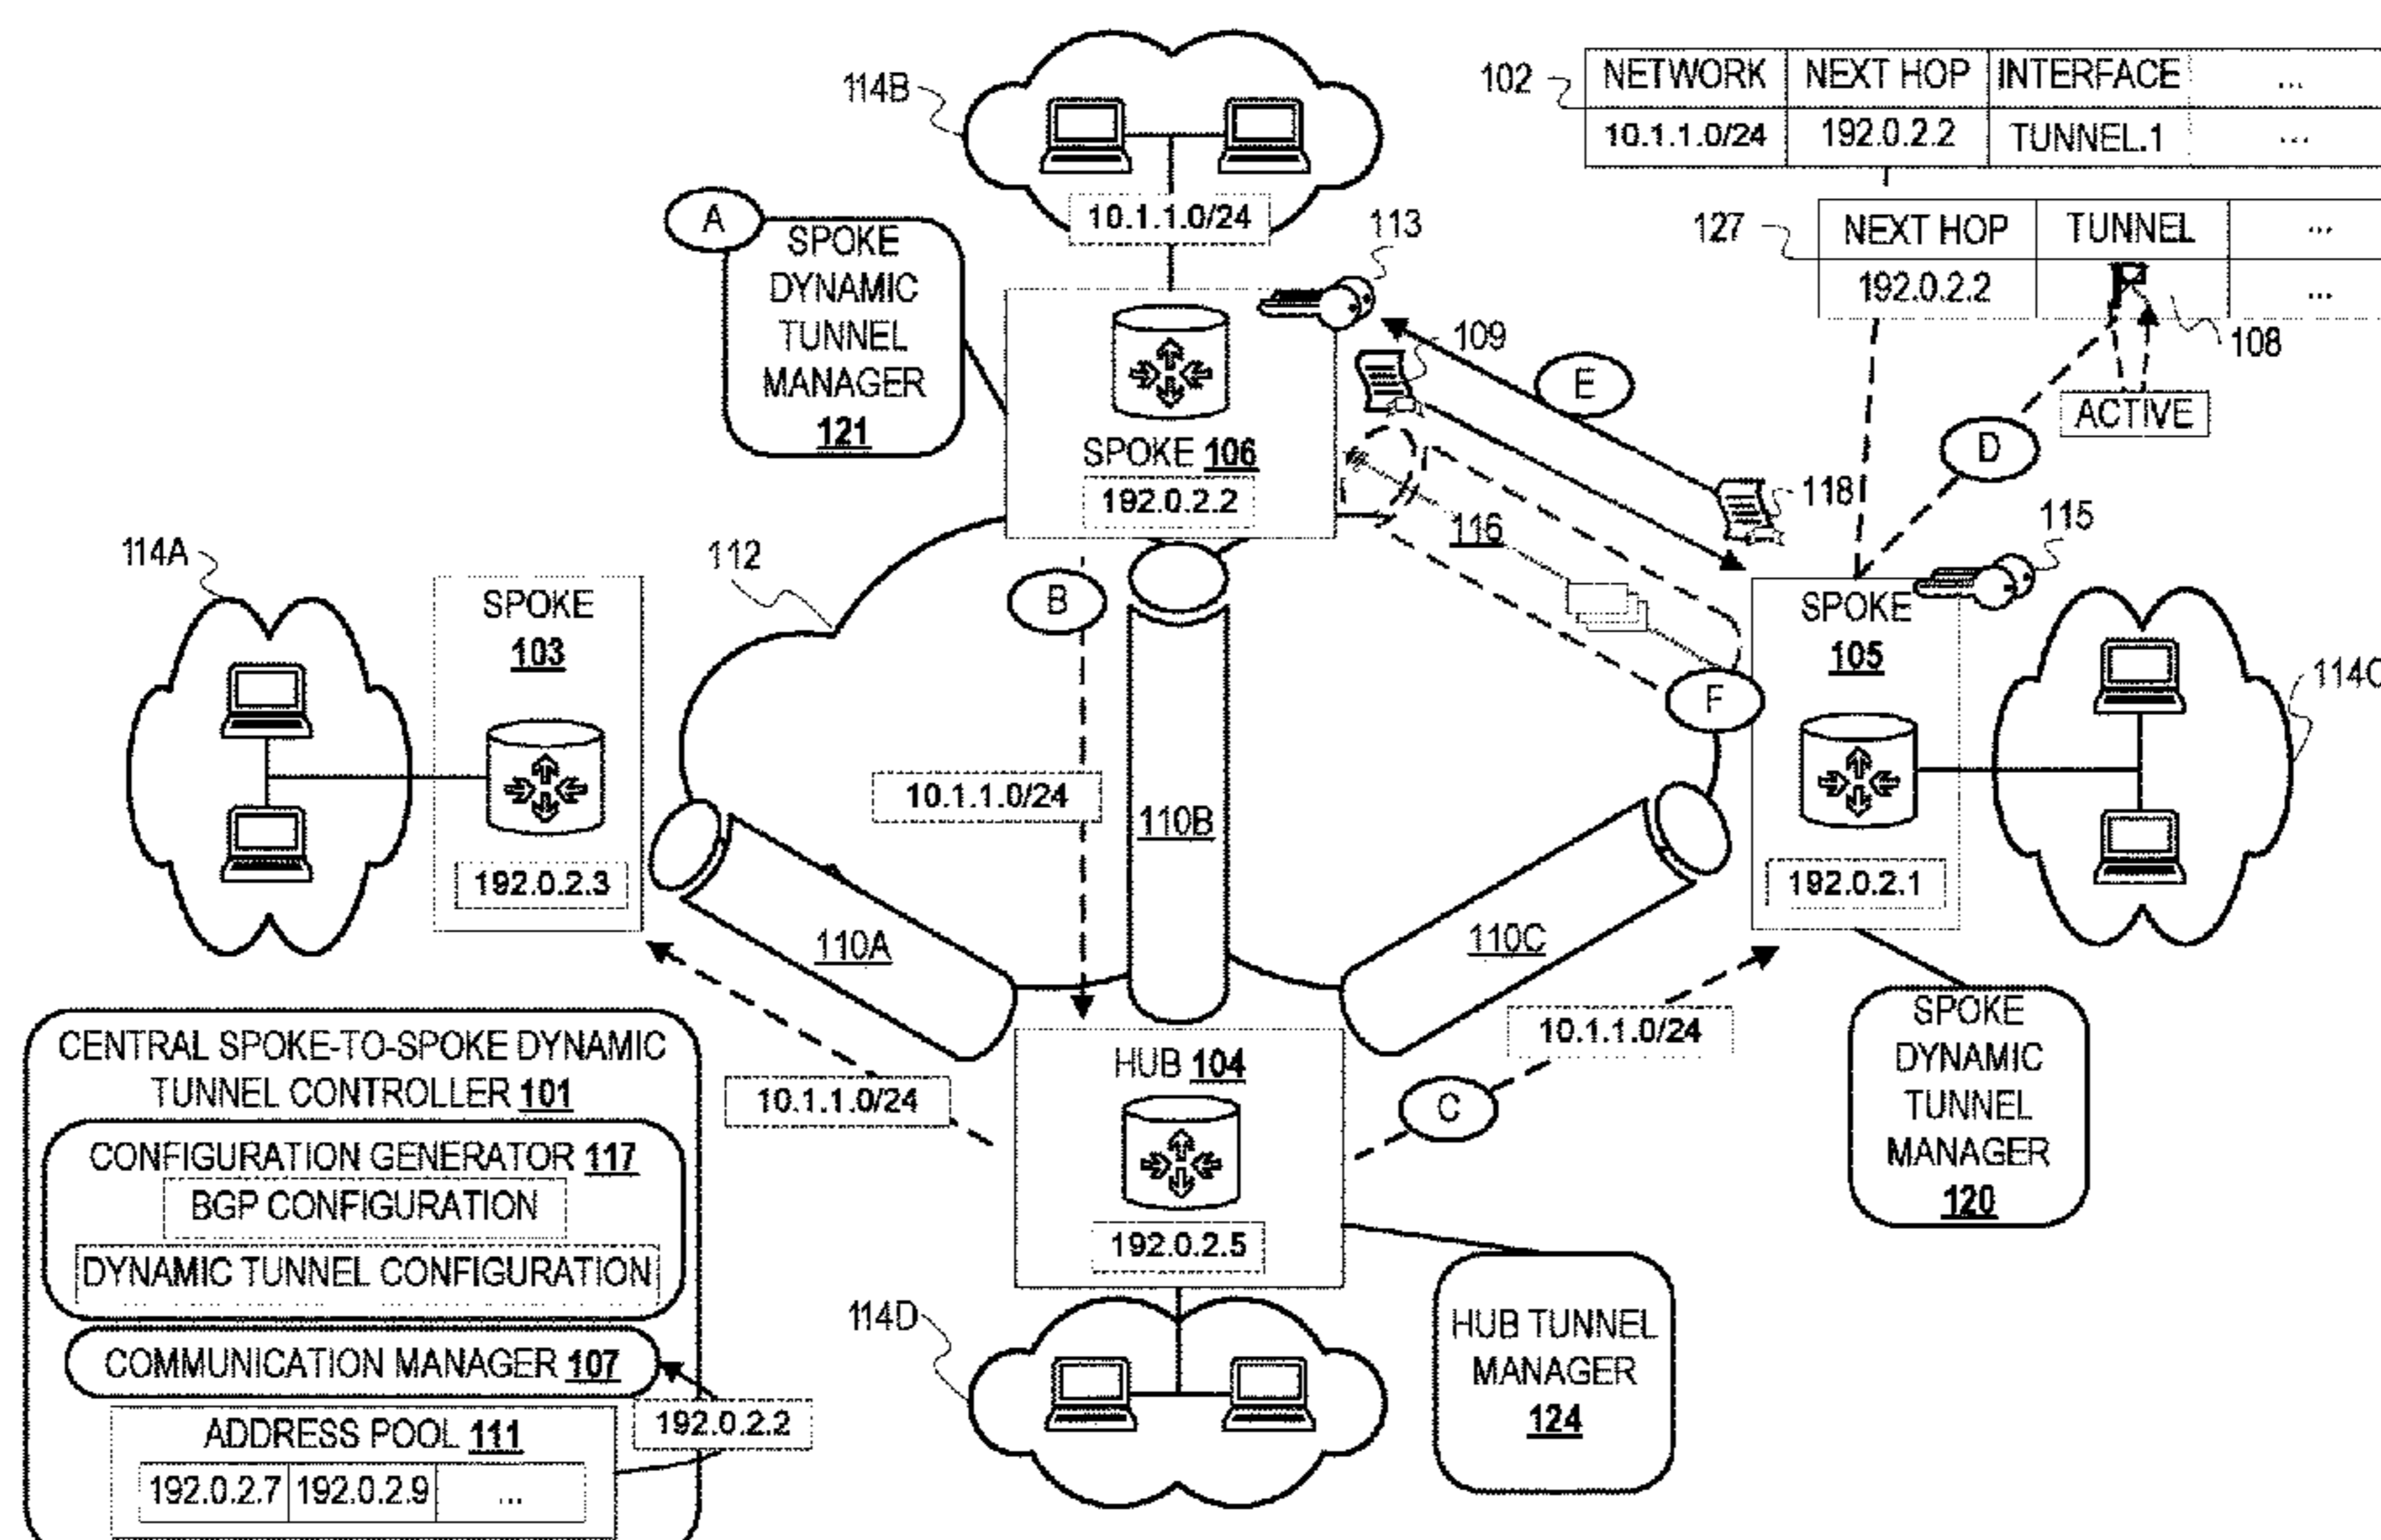 114B
102
NETWORK NEXT HOP INTERFACE ...
10.1.1.0/24 192.0.2.2 TUNNEL.1 ...
127
NEXT HOP TUNNEL ...
192.0.2.2 ...
108
ACTIVE
A
SPOKE
DYNAMIC
TUNNEL
MANAGER
121
10.1.1.0/24
113
109
E
D
SPOKE 106
192.0.2.2
116
118
115
114A
112
B
SPOKE
103
192.0.2.3
SPOKE
105
192.0.2.1
F
114C
10.1.1.0/24
110B
110A
110C
10.1.1.0/24
10.1.1.0/24
C
HUB 104
192.0.2.5
SPOKE
DYNAMIC
TUNNEL
MANAGER
120
CENTRAL SPOKE-TO-SPOKE DYNAMIC
TUNNEL CONTROLLER 101
CONFIGURATION GENERATOR 117
BGP CONFIGURATION
DYNAMIC TUNNEL CONFIGURATION
COMMUNICATION MANAGER 107
192.0.2.2
ADDRESS POOL 111
192.0.2.7 192.0.2.9 ...
114D
HUB TUNNEL
MANAGER
124